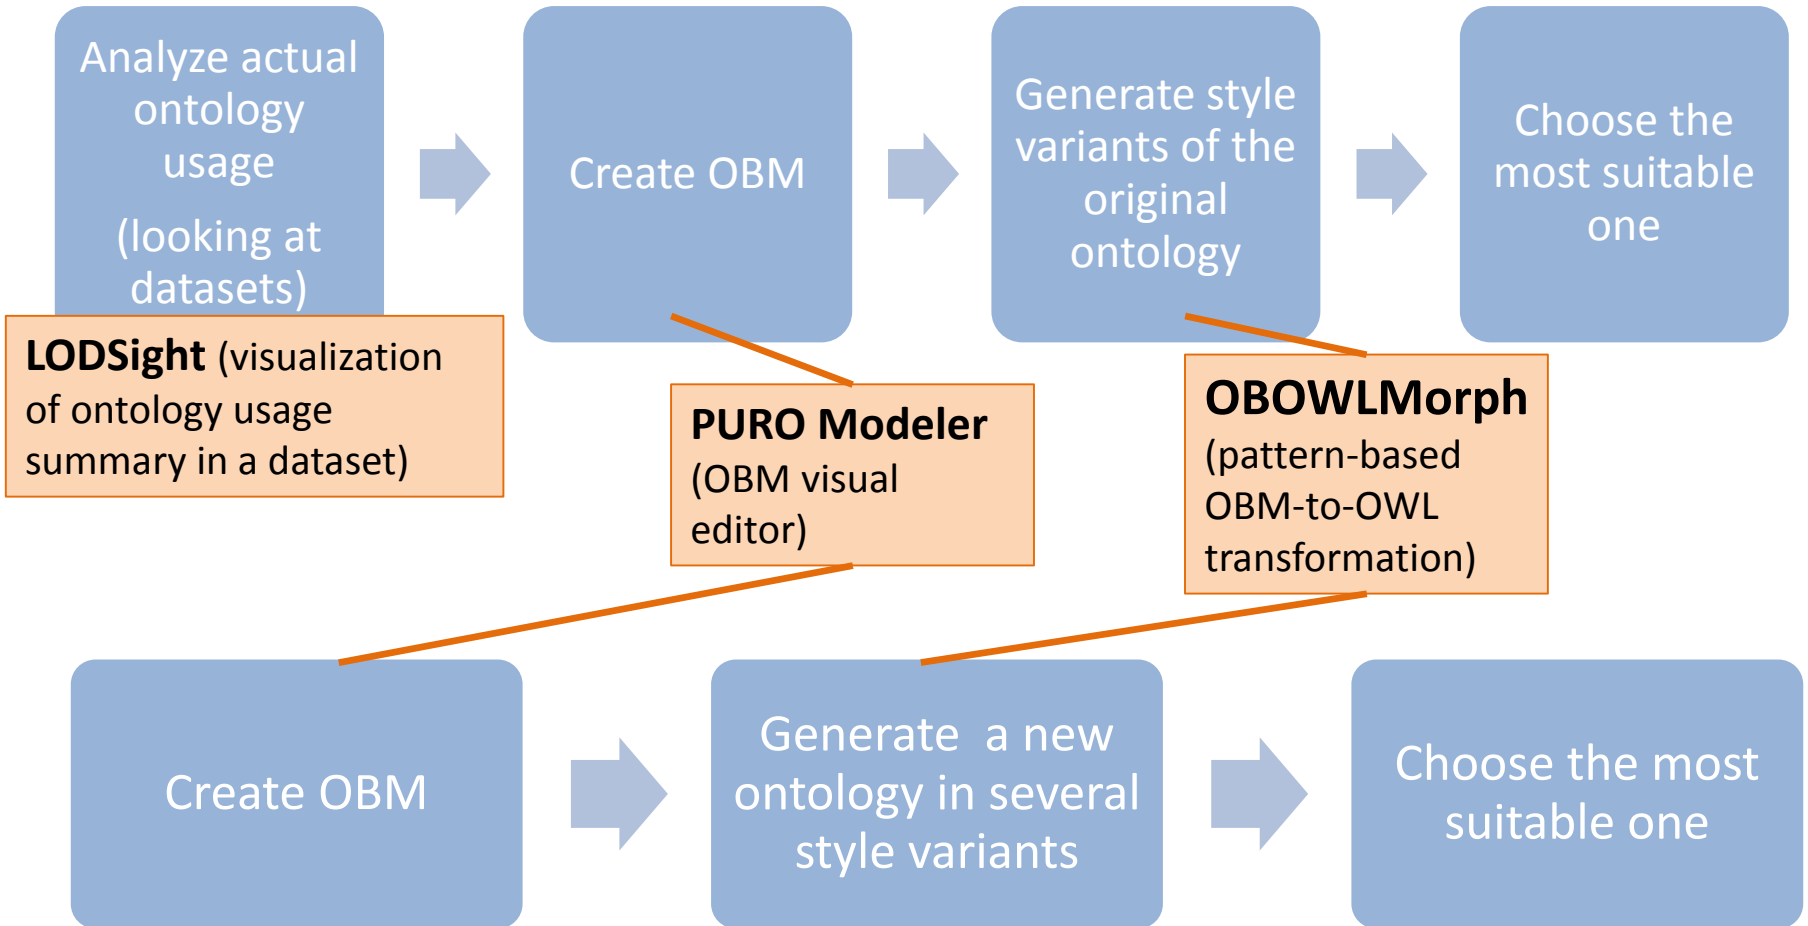 Analyze actual
ontology
usage
(looking at
datasets)
Create OBM
Generate style
variants of the
original
ontology
Choose the
most suitable
one
LODSight (visualization
of ontology usage
summary in a dataset)
PURO Modeler
(OBM visual
editor)
OBOWLMorph
(pattern-based
OBM-to-OWL
transformation)
Create OBM
Generate  a new
ontology in several
style variants
Choose the most
suitable one